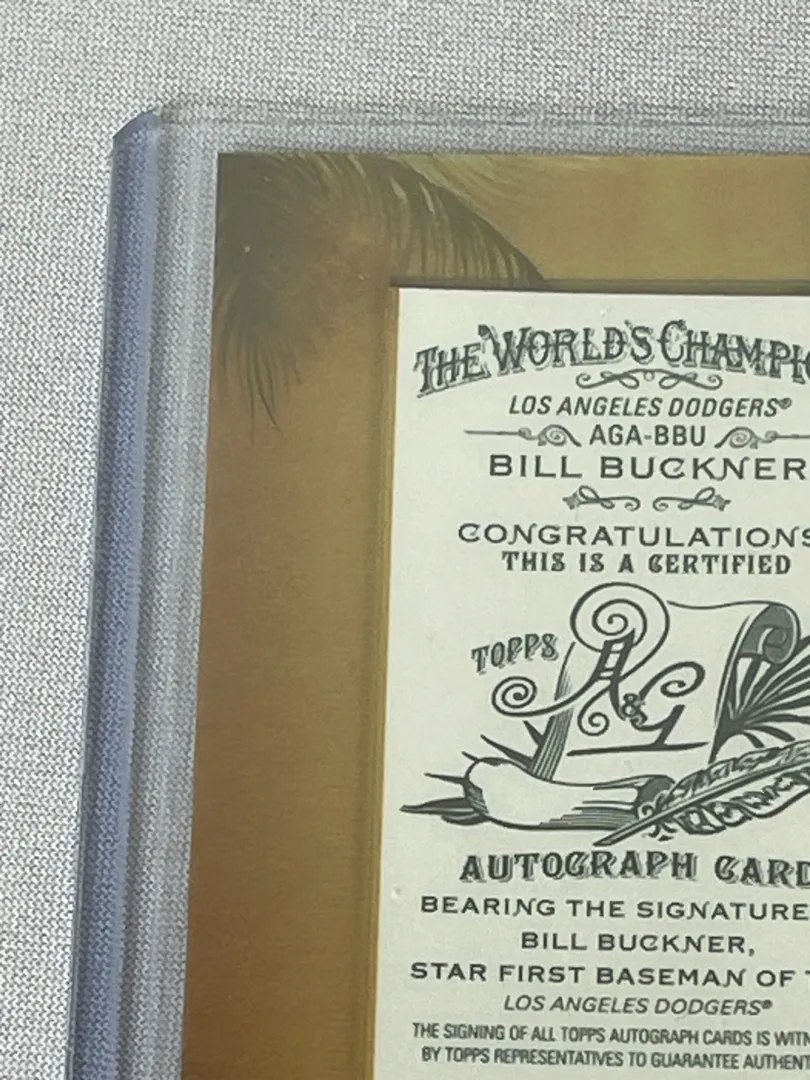 THE WORLD'S CHAMPIO
LOS ANGELES DODGERS®
AGA-BBU
BILL BUCKNER
CONGRATULATIONS
THIS IS A CERTIFIED
TOPPS
A&G
AUTOGRAPH CARD
BEARING THE SIGNATURE
BILL BUCKNER,
STAR FIRST BASEMAN OF T
LOS ANGELES DODGERS®
THE SIGNING OF ALL TOPPS AUTOGRAPH CARDS IS WITN
BY TOPPS REPRESENTATIVES TO GUARANTEE AUTHENT